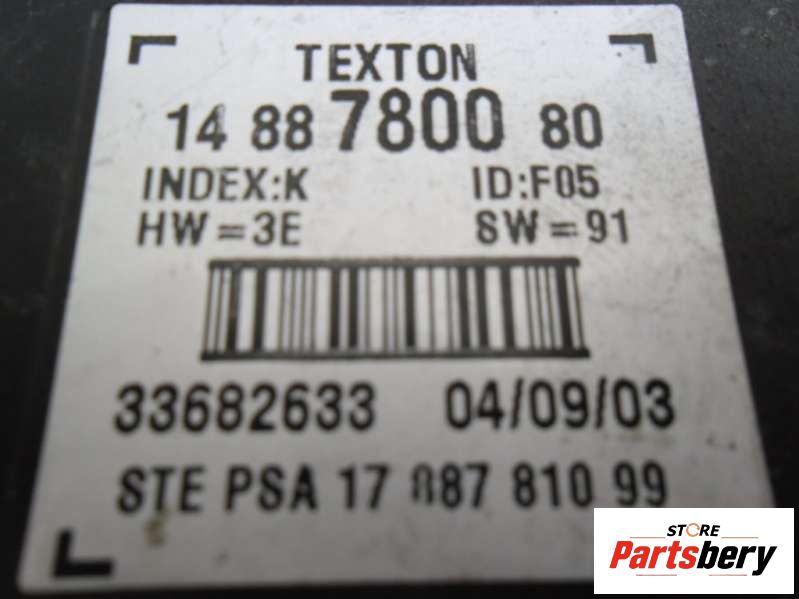 TEXTON
14 88 7800 80
INDEX:K ID:F05
HW=3E SW=91
33682633 04/09/03
STE PSA 17 087 810 99
STORE
Partsbery